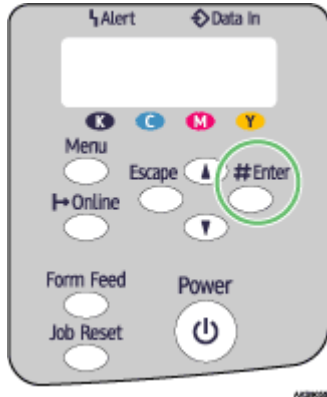 Alert Data In
K C M Y
Menu
Escape #Enter
Online
Form Feed Power
Job Reset